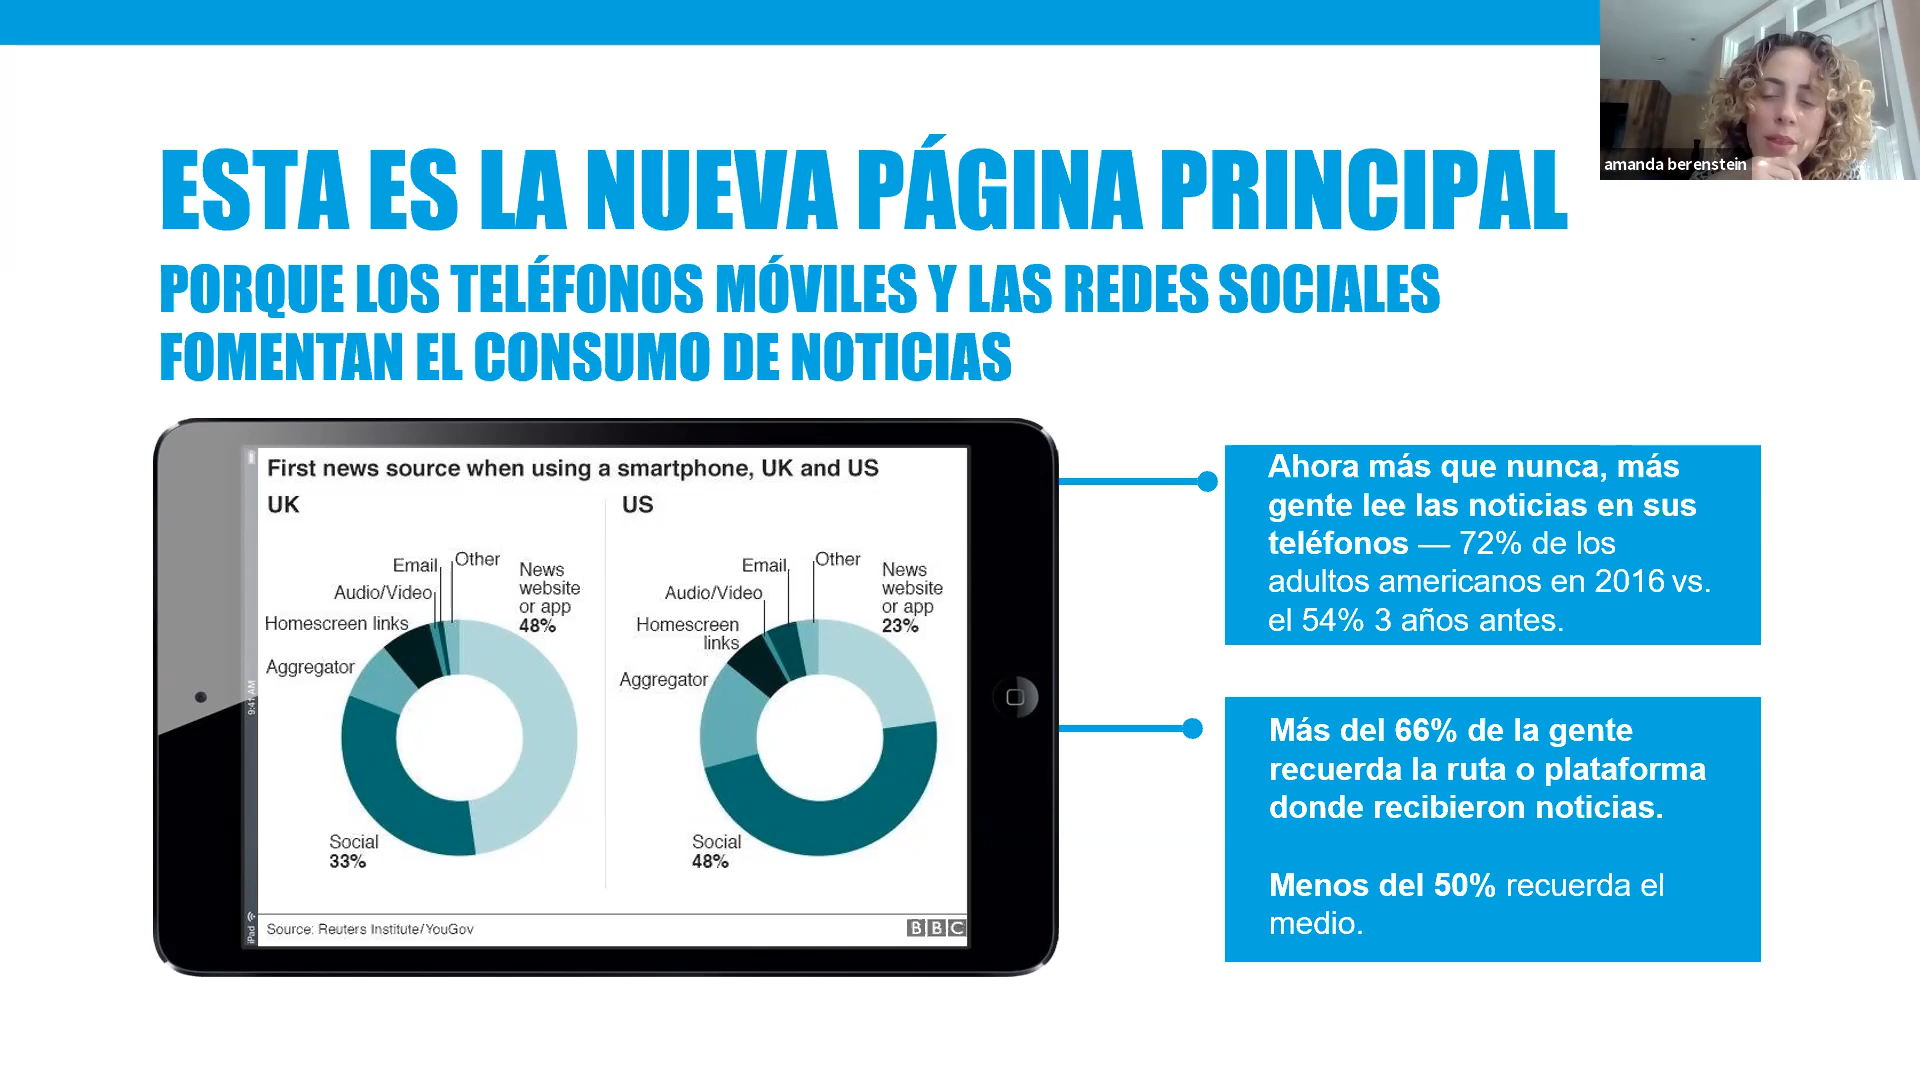 amanda berenstein
ESTA ES LA NUEVA PÁGINA PRINCIPAL
PORQUE LOS TELÉFONOS MÓVILES Y LAS REDES SOCIALES
FOMENTAN EL CONSUMO DE NOTICIAS
First news source when using a smartphone, UK and US
UK
Email
Other
News
website
or app
48%
Audio/Video
Homescreen links
Aggregator
Social
33%
US
Email
Other
News
website
or app
23%
Audio/Video
Homescreen
links
Aggregator
Social
48%
Source: Reuters Institute/YouGov
BBC
iPad
9:41 AM
Ahora más que nunca, más
gente lee las noticias en sus
teléfonos — 72% de los
adultos americanos en 2016 vs.
el 54% 3 años antes.
Más del 66% de la gente
recuerda la ruta o plataforma
donde recibieron noticias.
Menos del 50% recuerda el
medio.